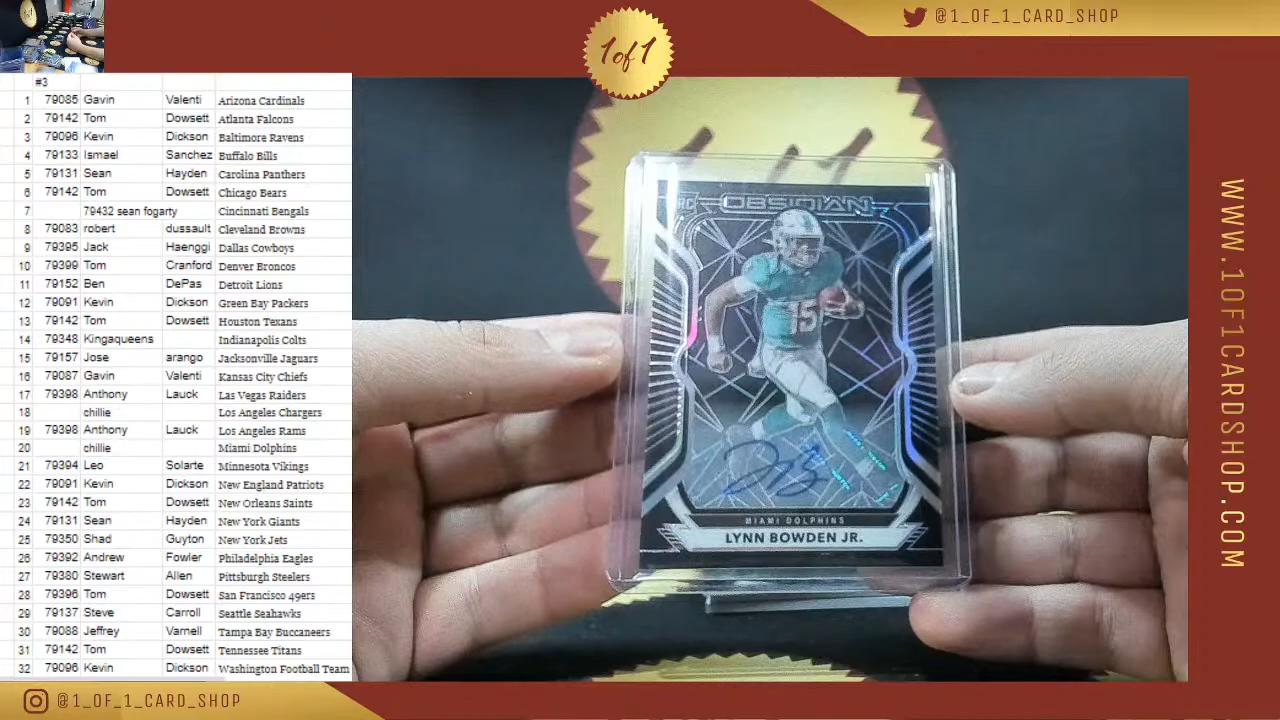 @1_OF_1_CARD_SHOP
1 of 1
#3
1 79085 Gavin Valenti Arizona Cardinals
2 79142 Tom Dowsett Atlanta Falcons
3 79096 Kevin Dickson Baltimore Ravens
4 79133 Ismael Sanchez Buffalo Bills
5 79131 Sean Hayden Carolina Panthers
6 79142 Tom Dowsett Chicago Bears
7 79432 sean fogarty Cincinnati Bengals
8 79083 robert dussault Cleveland Browns
9 79395 Jack Haenggi Dallas Cowboys
10 79399 Tom Cranford Denver Broncos
11 79152 Ben DePas Detroit Lions
12 79091 Kevin Dickson Green Bay Packers
13 79142 Tom Dowsett Houston Texans
14 79348 Kingaqueens Indianapolis Colts
15 79157 Jose arango Jacksonville Jaguars
16 79087 Gavin Valenti Kansas City Chiefs
17 79398 Anthony Lauck Las Vegas Raiders
18 chillie Los Angeles Chargers
19 79398 Anthony Lauck Los Angeles Rams
20 chillie Miami Dolphins
21 79394 Leo Solarte Minnesota Vikings
22 79091 Kevin Dickson New England Patriots
23 79142 Tom Dowsett New Orleans Saints
24 79131 Sean Hayden New York Giants
25 79350 Shad Guyton New York Jets
26 79392 Andrew Fowler Philadelphia Eagles
27 79380 Stewart Allen Pittsburgh Steelers
28 79396 Tom Dowsett San Francisco 49ers
29 79137 Steve Carroll Seattle Seahawks
30 79088 Jeffrey Varnell Tampa Bay Buccaneers
31 79142 Tom Dowsett Tennessee Titans
32 79096 Kevin Dickson Washington Football Team
RC OBSIDIAN
15
MIAMI DOLPHINS
LYNN BOWDEN JR.
WWW.1OF1CARDSHOP.COM
@1_OF_1_CARD_SHOP